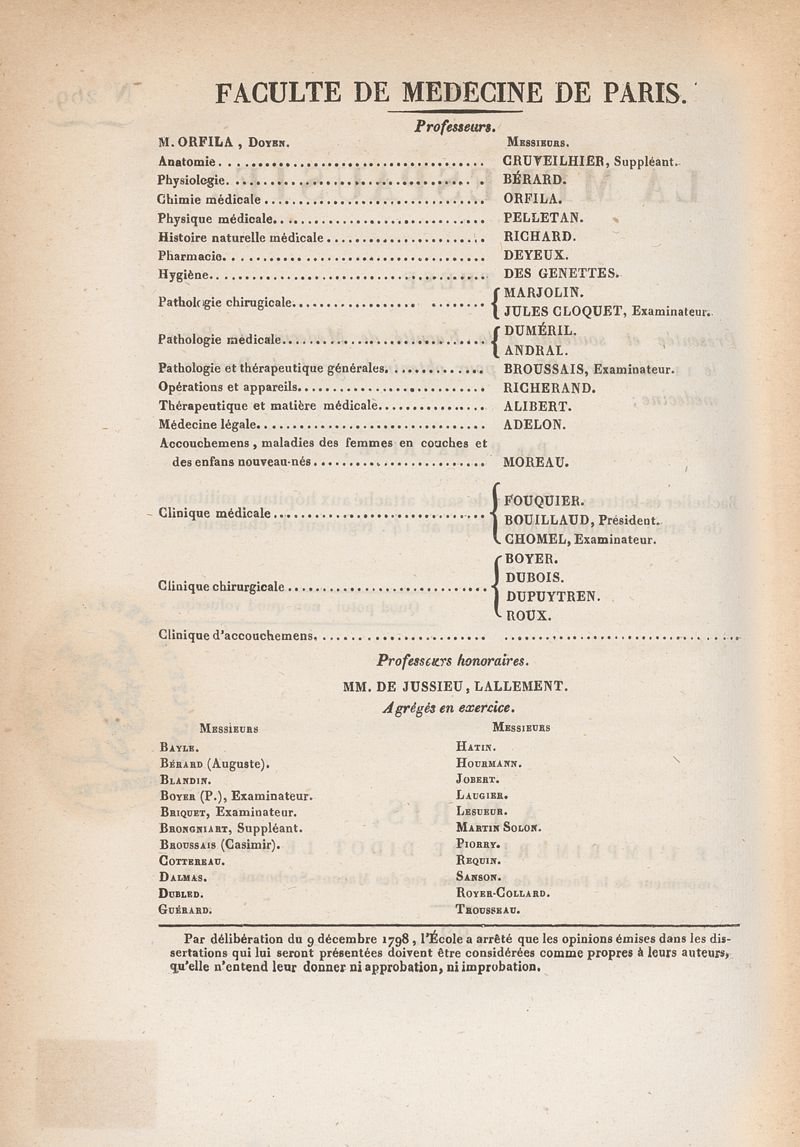 FACULTE DE MEDECINE DE PARIS.
Professeurs.
M. ORFILA , DOYEN. MESSIEURS.
Anatomie. . . . . . . . . . CRUVEILHIER, Suppléant.
Physiologie. . . . . . . . . . BÉRARD.
Chimie médicale . . . . . . . . . . ORFILA.
Physique médicale. . . . . . . . . . PELLETAN.
Histoire naturelle médicale . . . . . . . . . . RICHARD.
Pharmacie. . . . . . . . . . DEYEUX.
Hygiène. . . . . . . . . . DES GENETTES.
Pathologie chirugicale. . . . . . . . . . { MARJOLIN.
JULES CLOQUET, Examinateur.
Pathologie médicale. . . . . . . . . . { DUMÉRIL.
ANDRAL.
Pathologie et thérapeutique générales. . . . . . . . . . BROUSSAIS, Examinateur.
Opérations et appareils. . . . . . . . . . RICHERAND.
Thérapeutique et matière médicale. . . . . . . . . . ALIBERT.
Médecine légale. . . . . . . . . . ADELON.
Accouchemens , maladies des femmes en couches et
des enfans nouveau-nés . . . . . . . . . . MOREAU.
Clinique médicale . . . . . . . . . . { FOUQUIER.
BOUILLAUD, Président.
CHOMEL, Examinateur.
Clinique chirurgicale . . . . . . . . . . { BOYER.
DUBOIS.
DUPUYTREN.
ROUX.
Clinique d'accouchemens. . . . . . . . . . . . . . . . . . . .
Professeurs honoraires.
MM. DE JUSSIEU, LALLEMENT.
Agrégés en exercice.
MESSIEURS
BAYLE.
BÉRARD (Auguste).
BLANDIN.
BOYER (P.), Examinateur.
BRIQUET, Examinateur.
BRONGNIART, Suppléant.
BROUSSAIS (Casimir).
COTTEREAU.
DALMAS.
DUBLED.
GUÉRARD.
MESSIEURS
HATIN.
HOURMANN.
JOBERT.
LAUGIER.
LESUEUR.
MARTIN SOLON.
PIORRY.
REQUIN.
SANSON.
ROYER-COLLARD.
TROUSSEAU.
Par délibération du 9 décembre 1798 , l'École a arrêté que les opinions émises dans les dis-
sertations qui lui seront présentées doivent être considérées comme propres à leurs auteurs,
qu'elle n'entend leur donner ni approbation, ni improbation.